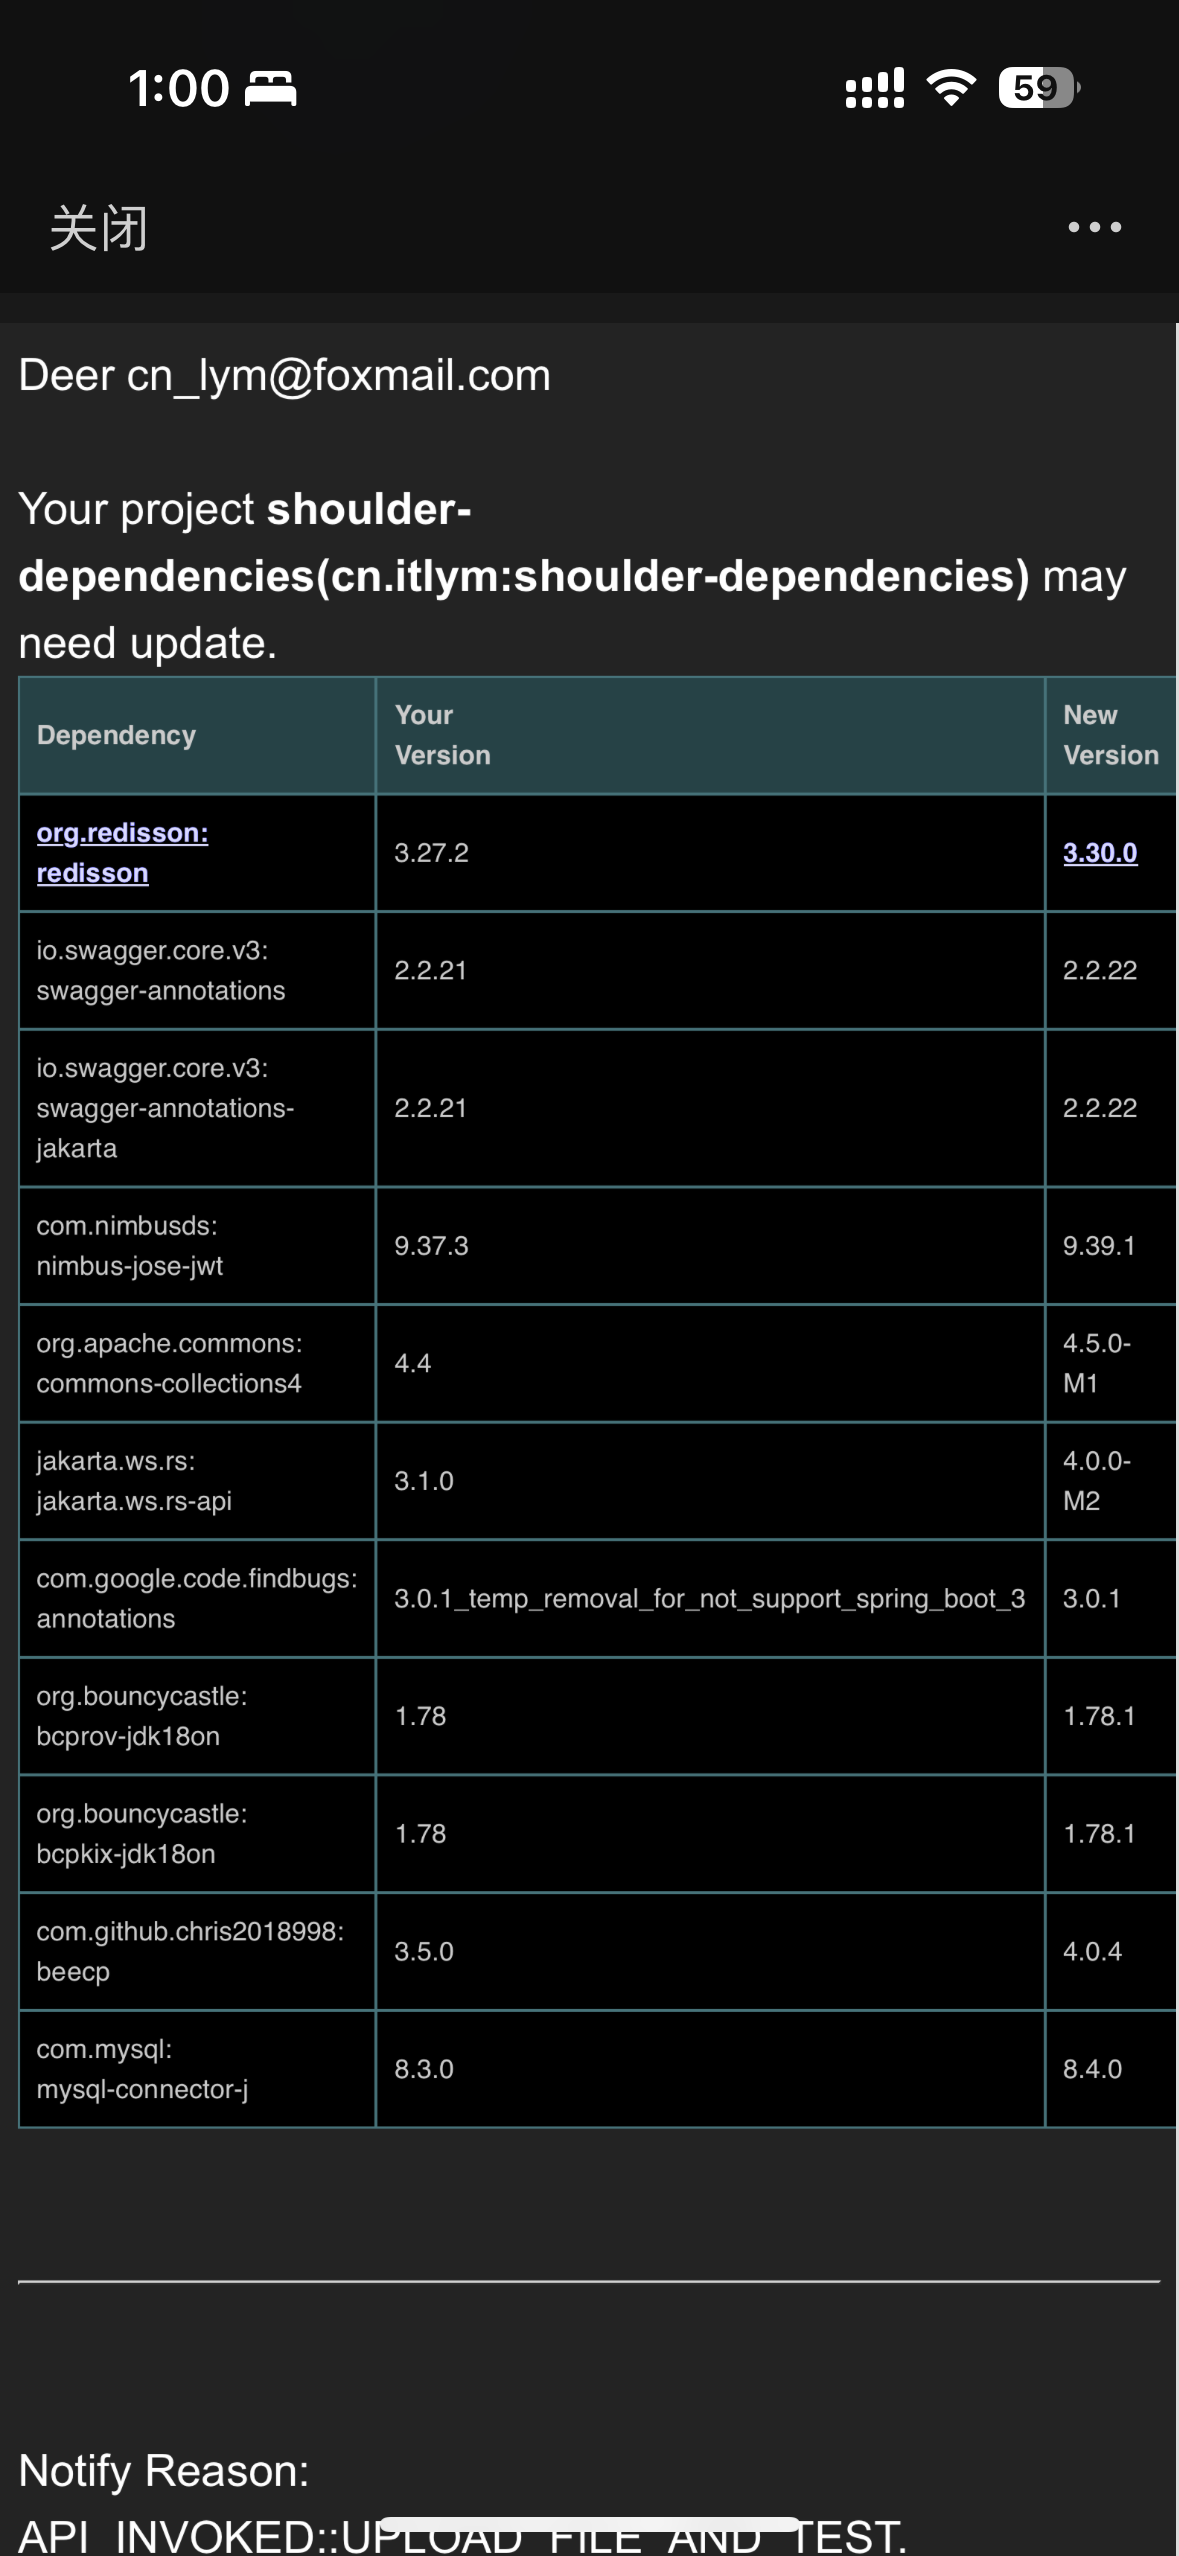 1:00
59
关闭
Deer cn_lym@foxmail.com
Your project shoulder-
dependencies(cn.itlym:shoulder-dependencies) may
need update.
Dependency
Your
Version
New
Version
org.redisson:
redisson
3.27.2
3.30.0
io.swagger.core.v3:
swagger-annotations
2.2.21
2.2.22
io.swagger.core.v3:
swagger-annotations-
jakarta
2.2.21
2.2.22
com.nimbusds:
nimbus-jose-jwt
9.37.3
9.39.1
org.apache.commons:
commons-collections4
4.4
4.5.0-
M1
jakarta.ws.rs:
jakarta.ws.rs-api
3.1.0
4.0.0-
M2
com.google.code.findbugs:
annotations
3.0.1_temp_removal_for_not_support_spring_boot_3
3.0.1
org.bouncycastle:
bcprov-jdk18on
1.78
1.78.1
org.bouncycastle:
bcpkix-jdk18on
1.78
1.78.1
com.github.chris2018998:
beecp
3.5.0
4.0.4
com.mysql:
mysql-connector-j
8.3.0
8.4.0
Notify Reason:
API_INVOKED::UPLOAD_FILE_AND_TEST.